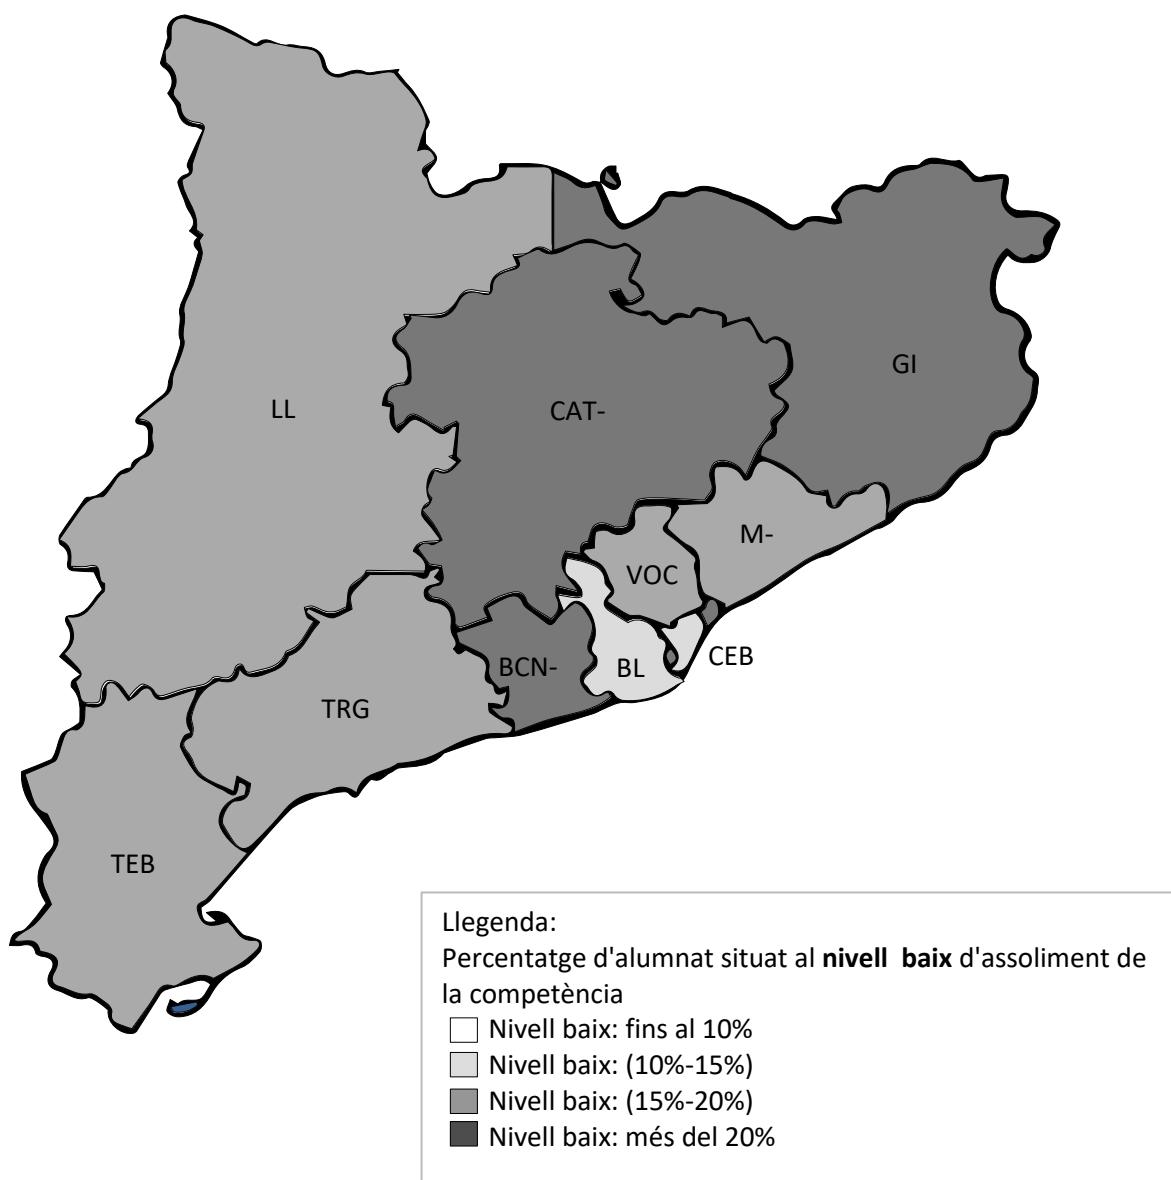 GI
LL
CAT-
M-
VOC
CEB
BCN-
BL
TRG
TEB
Llegenda:
Percentatge d'alumnat situat al nivell baix d'assoliment de
la competència
Nivell baix: fins al 10%
Nivell baix: (10%-15%)
Nivell baix: (15%-20%)
Nivell baix: més del 20%